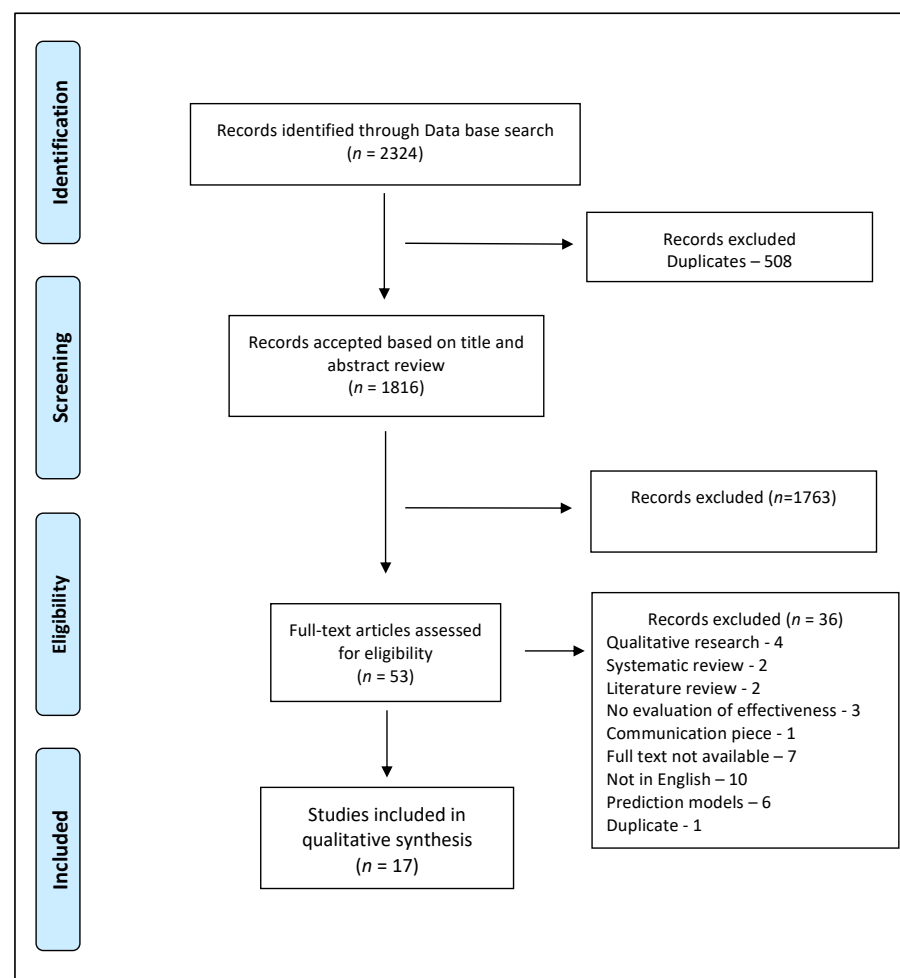 Identification
Records identified through Data base search
(n = 2324)
Records excluded
Duplicates – 508
Screening
Records accepted based on title and
abstract review
(n = 1816)
Records excluded (n=1763)
Eligibility
Full-text articles assessed
for eligibility
(n = 53)
Records excluded (n = 36)
Qualitative research - 4
Systematic review - 2
Literature review - 2
No evaluation of effectiveness - 3
Communication piece - 1
Full text not available – 7
Not in English – 10
Prediction models – 6
Duplicate - 1
Included
Studies included in
qualitative synthesis
(n = 17)